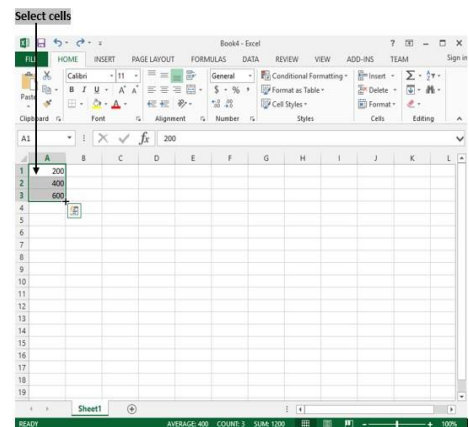 Select cells
Book4 - Excel
FILE HOME INSERT PAGE LAYOUT FORMULAS DATA REVIEW VIEW ADD-INS TEAM Sign in
Calibri 11 General Conditional Formatting Insert
Paste B I U A A $ % , Format as Table Delete
A Cell Styles Format
Clipboard Font Alignment Number Styles Cells Editing
A1 fx 200
A B C D E F G H I J K L
1 200
2 400
3 600
4
5
6
7
8
9
10
11
12
13
14
15
16
17
18
19
Sheet1
READY AVERAGE: 400 COUNT: 3 SUM: 1200 100%